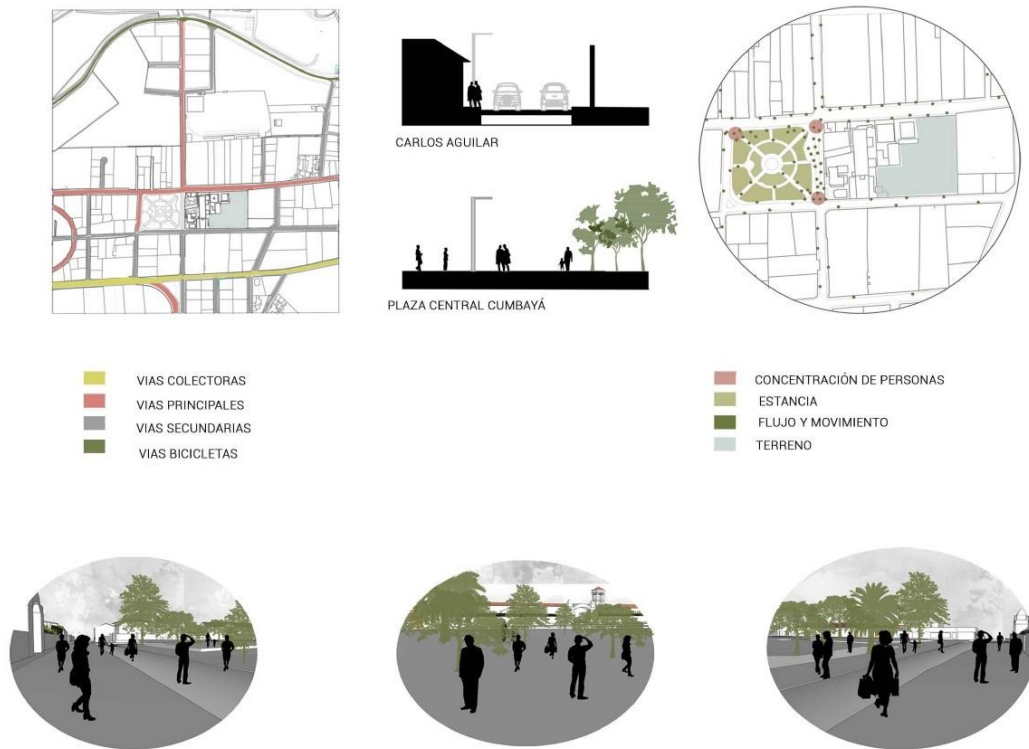 CARLOS AGUILAR
PLAZA CENTRAL CUMBAYÁ
VIAS COLECTORAS
VIAS PRINCIPALES
VIAS SECUNDARIAS
VIAS BICICLETAS
CONCENTRACIÓN DE PERSONAS
ESTANCIA
FLUJO Y MOVIMIENTO
TERRENO